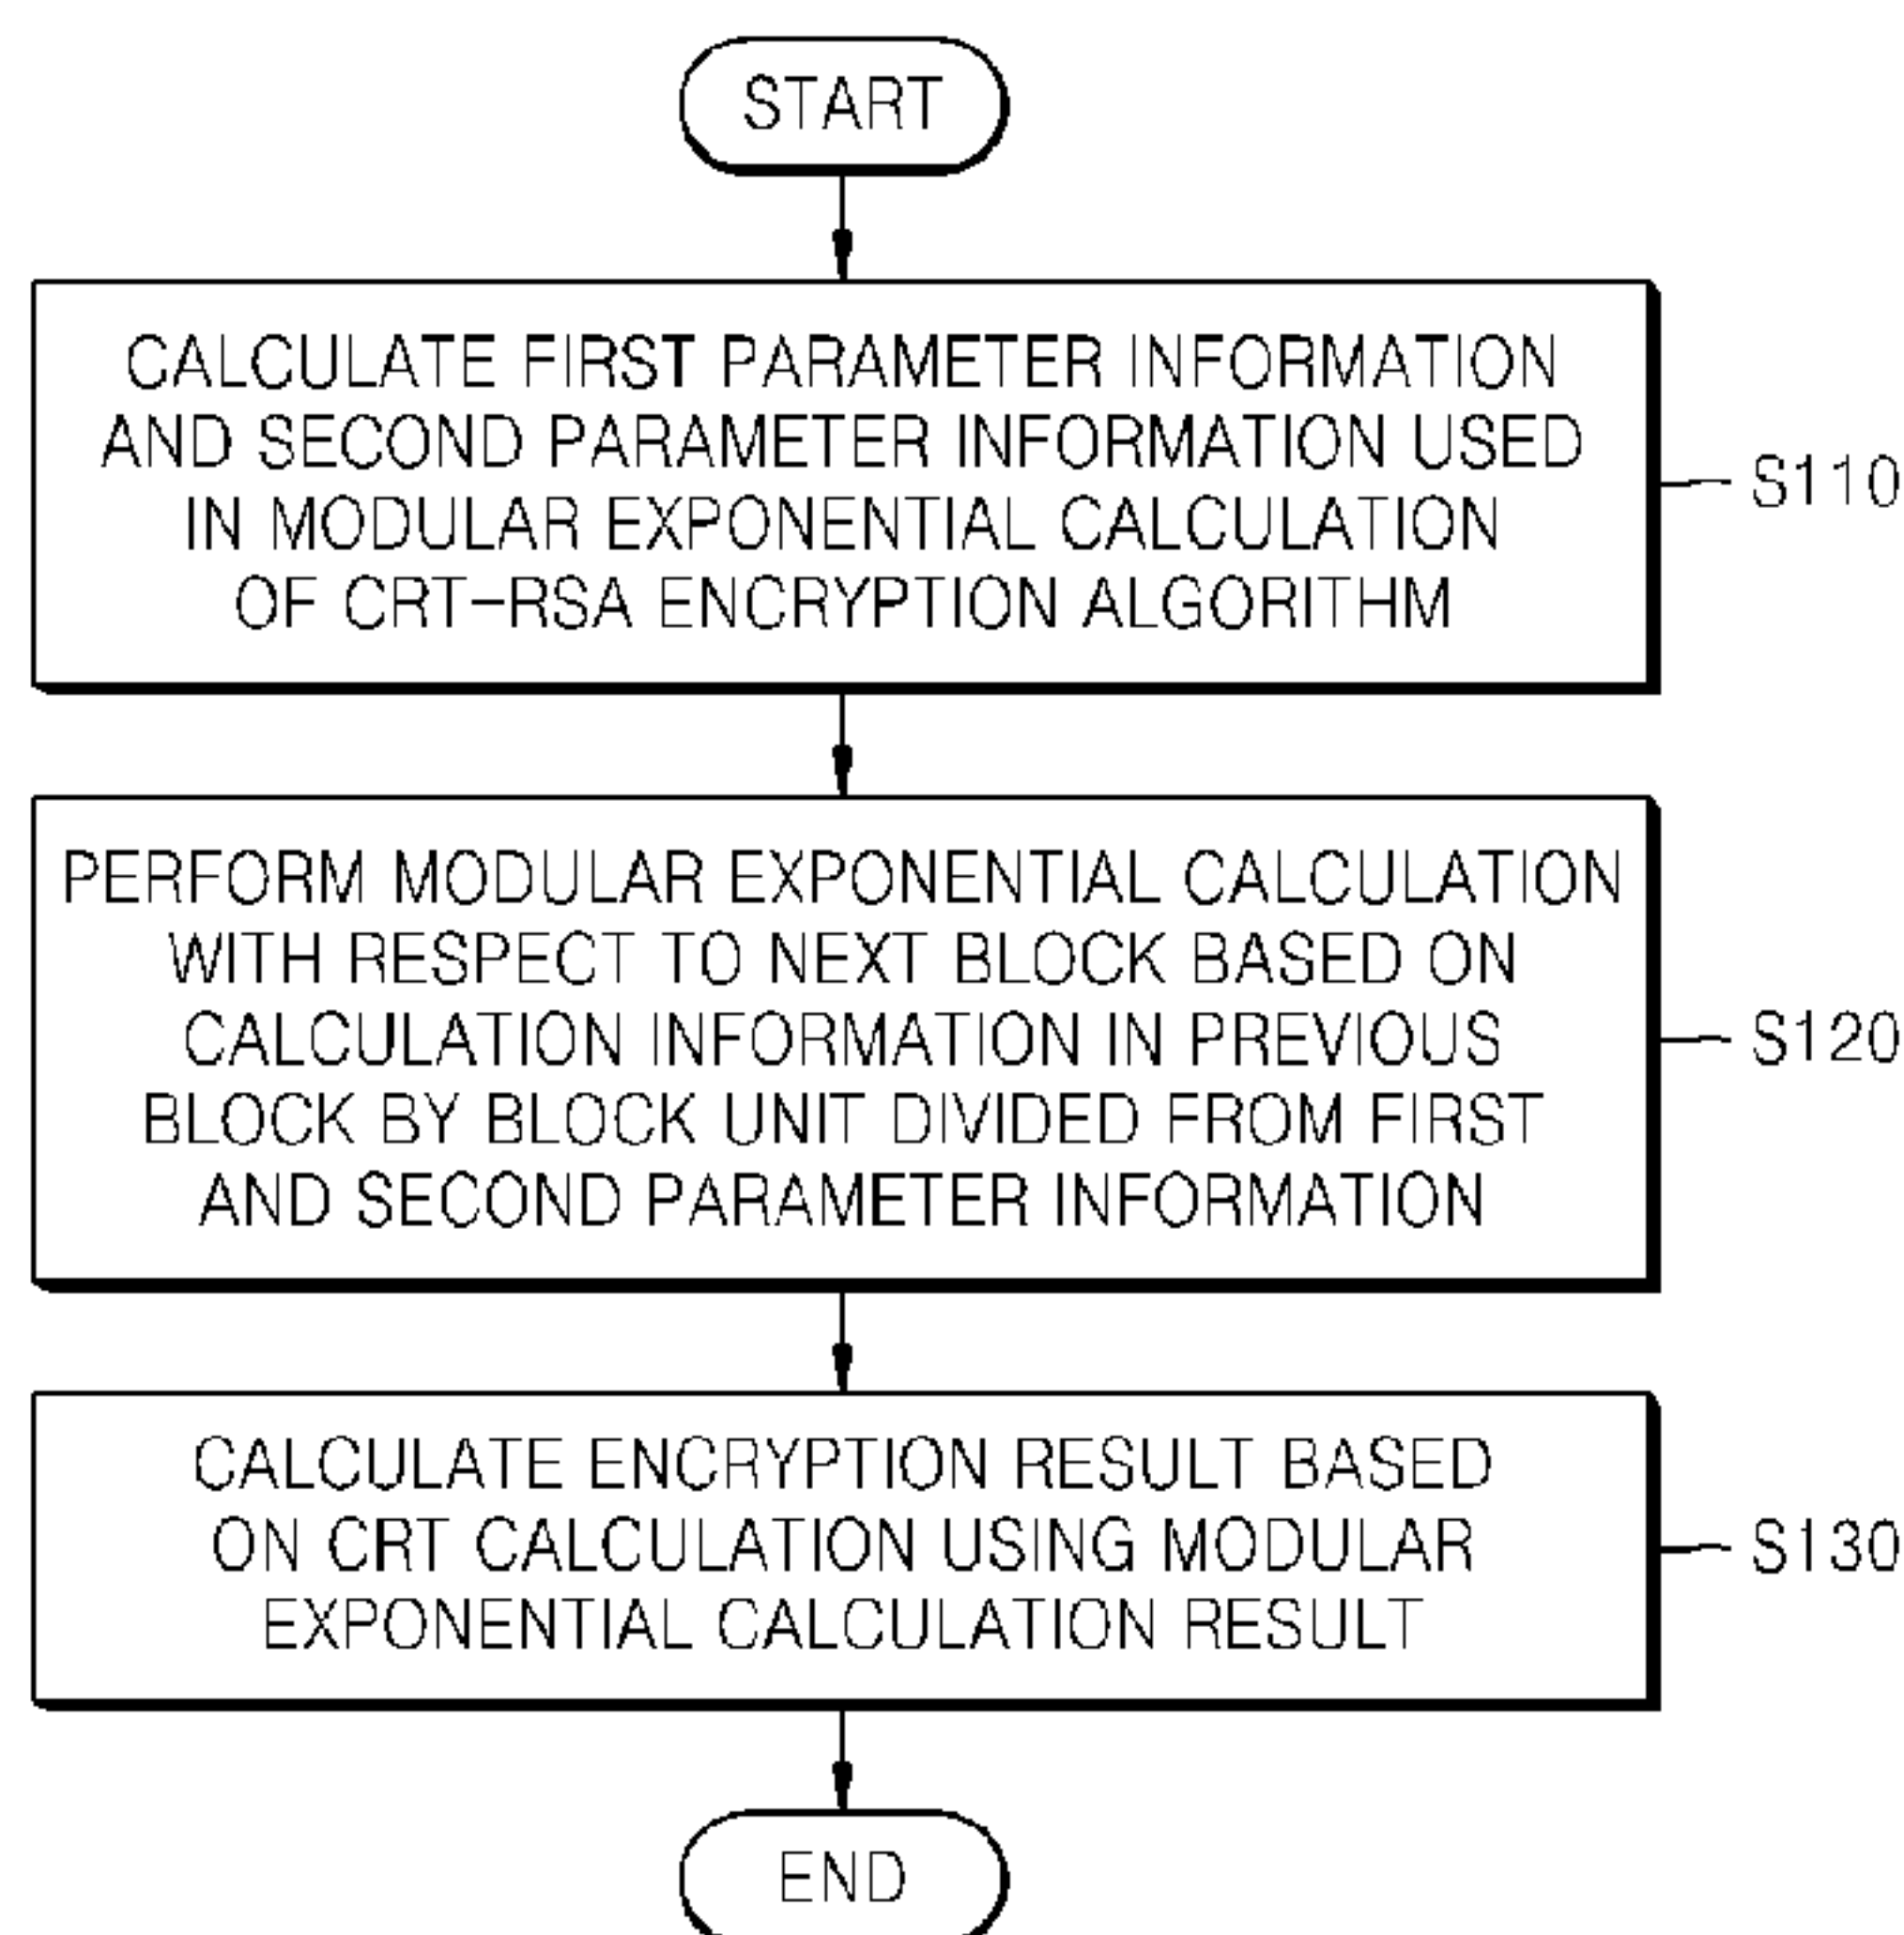 START
CALCULATE FIRST PARAMETER INFORMATION
AND SECOND PARAMETER INFORMATION USED
IN MODULAR EXPONENTIAL CALCULATION
OF CRT-RSA ENCRYPTION ALGORITHM
S110
PERFORM MODULAR EXPONENTIAL CALCULATION
WITH RESPECT TO NEXT BLOCK BASED ON
CALCULATION INFORMATION IN PREVIOUS
BLOCK BY BLOCK UNIT DIVIDED FROM FIRST
AND SECOND PARAMETER INFORMATION
S120
CALCULATE ENCRYPTION RESULT BASED
ON CRT CALCULATION USING MODULAR
EXPONENTIAL CALCULATION RESULT
S130
END